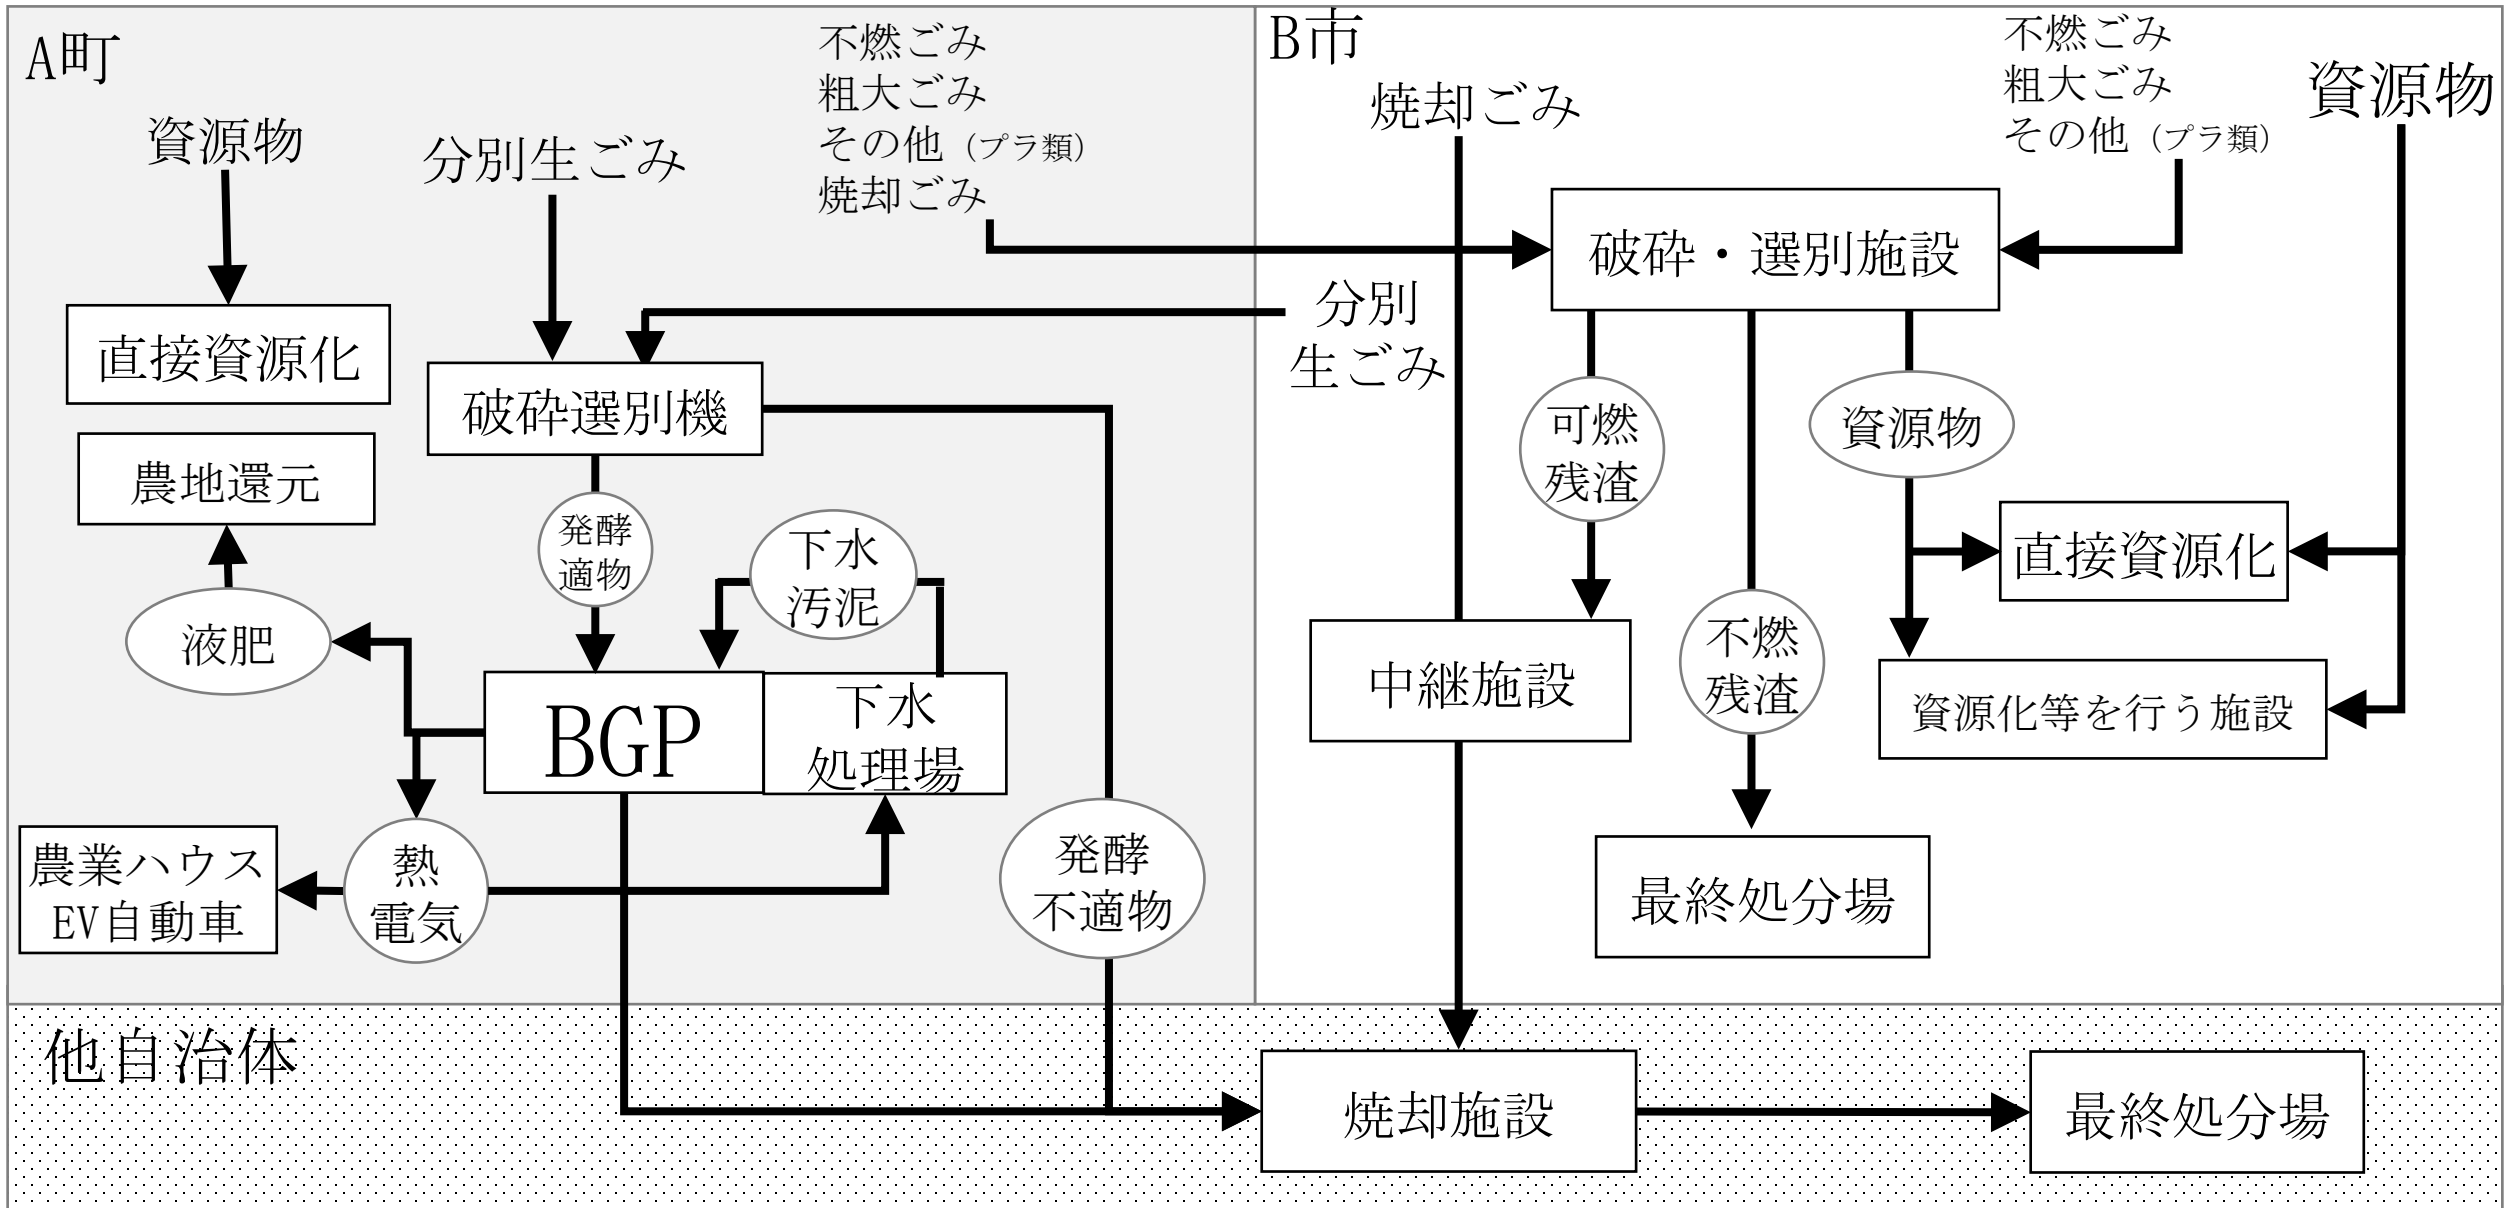 A町
資源物
分別生ごみ
不燃ごみ
粗大ごみ
その他（プラ類）
焼却ごみ
直接資源化
破砕選別機
農地還元
発酵
適物
下水
汚泥
液肥
BGP
下水
処理場
農業ハウス
EV自動車
熱
電気
発酵
不適物
B市
焼却ごみ
不燃ごみ
粗大ごみ
その他（プラ類）
資源物
破砕・選別施設
分別
生ごみ
可燃
残渣
資源物
直接資源化
不燃
残渣
中継施設
資源化等を行う施設
最終処分場
他自治体
焼却施設
最終処分場